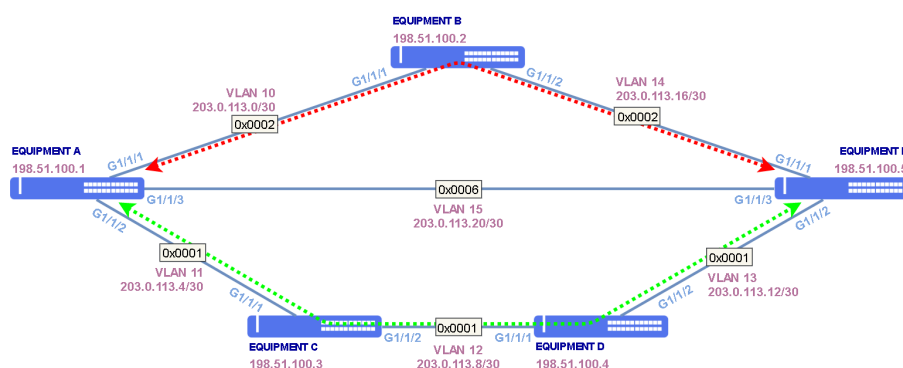 EQUIPMENT B
198.51.100.2
G1/1/1
G1/1/2
VLAN 10
203.0.113.0/30
VLAN 14
203.0.113.16/30
0x0002
0x0002
EQUIPMENT A
198.51.100.1
G1/1/1
G1/1/1
EQUIPMENT
198.51.100.5
G1/1/3
0x0006
G1/1/3
VLAN 15
203.0.113.20/30
G1/1/2
G1/1/2
0x0001
0x0001
VLAN 11
203.0.113.4/30
VLAN 13
203.0.113.12/30
G1/1/1
G1/1/2
EQUIPMENT C
198.51.100.3
G1/1/2
0x0001
G1/1/1
VLAN 12
203.0.113.8/30
EQUIPMENT D
198.51.100.4